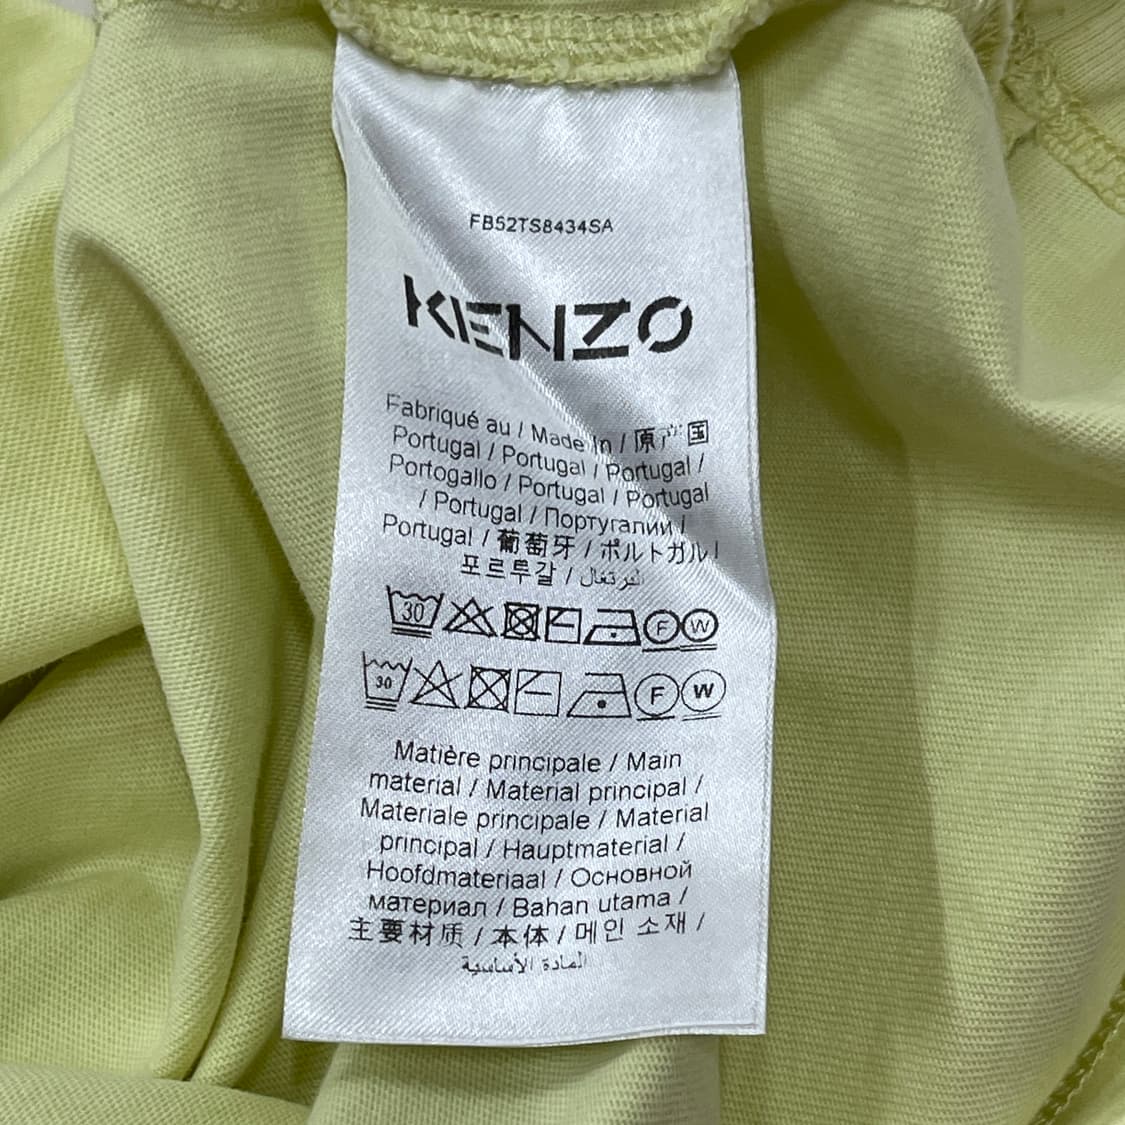 FB52TS8434SA
KENZO
Fabriqué au / Made in / 原产国
Portugal / Portugal / Portugal /
Portogallo / Portugal / Portugal
/ Portugal / Португалии /
Portugal / 葡萄牙 / ポルトガル /
포르투갈 / البرتغال
30 F W
30 F W
Matière principale / Main
material / Material principal /
Materiale principale / Material
principal / Hauptmaterial /
Hoofdmateriaal / Основной
материал / Bahan utama /
主要材质 / 本体 / 메인 소재 /
المادة الأساسية